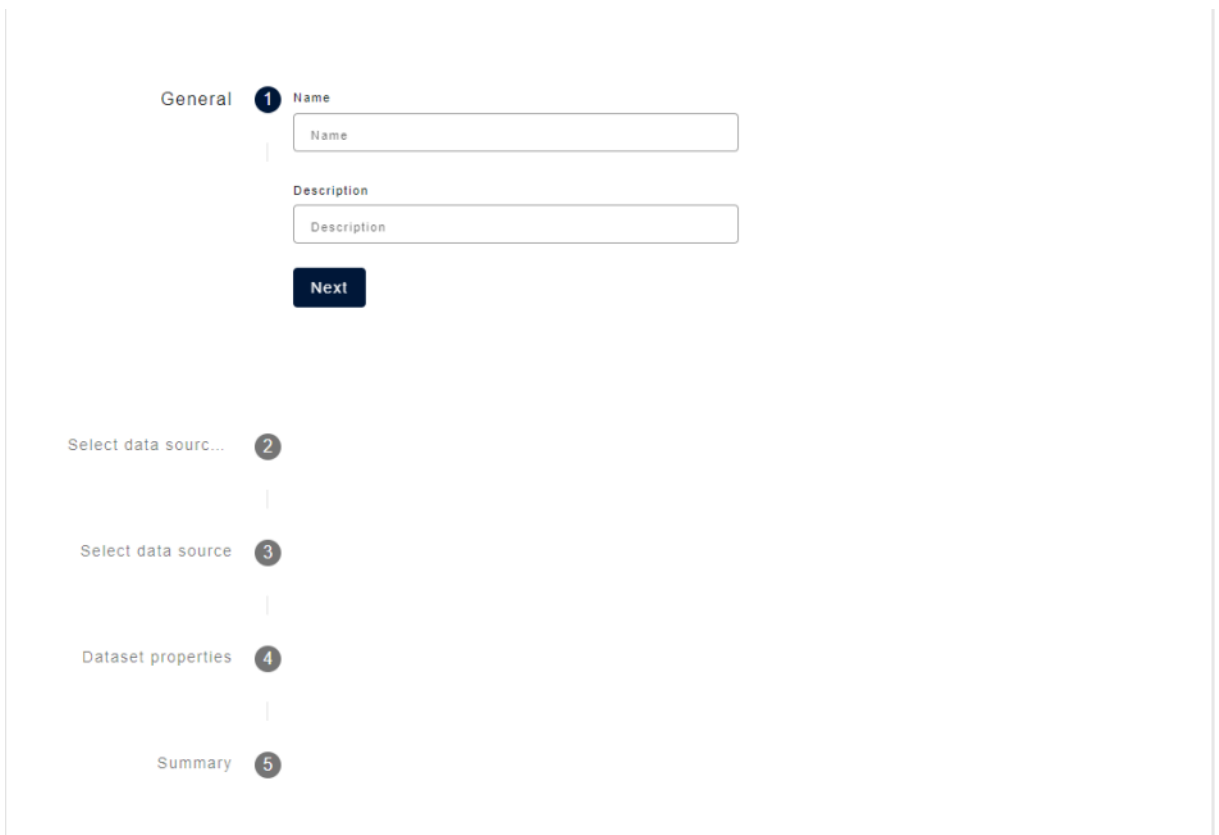 General 1 Name
Name
Description
Description
Next
Select data sourc... 2
Select data source 3
Dataset properties 4
Summary 5